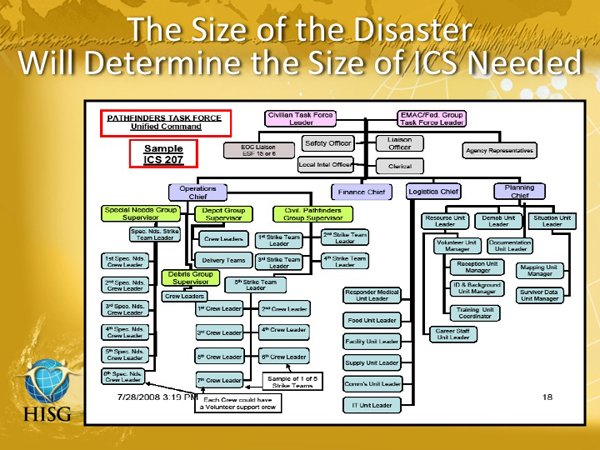 The Size of the Disaster
Will Determine the Size of ICS Needed
PATHFINDERS TASK FORCE
Unified Command
Sample
ICS 207
Civilian Task Force
Leader
EMAC/Fed. Group
Task Force Leader
EOC Liaison
ESF 15 or 6
Safety Officer
Liaison
Officer
Agency Representatives
Local Intel Officer
Clerical
Operations
Chief
Finance Chief
Logistics Chief
Planning
Chief
Special Needs Group
Supervisor
Depot Group
Supervisor
Civil. Pathfinders
Group Supervisor
Resourse Unit
Leader
Demob Unit
Leader
Situation Unit
Leader
Spec. Nds. Strike
Team Leader
Crew Leaders
1st Strike Team
Leader
2nd Strike Team
Leader
Volunteer Unit
Manager
Documentation
Unit Leader
1st Spec. Nds.
Crew Leader
Delivery Teams
3rd Strike Team
Leader
4th Strike Team
Leader
Reception Unit
Manager
Mapping Unit
Manager
2nd Spec. Nds.
Crew Leader
Debris Group
Supervisor
5th Strike Team
Leader
ID & Background
Unit Manager
Survivor Data
Unit Manager
Crew Leaders
Responder Medical
Unit Leader
3rd Spec. Nds.
Crew Leader
1st Crew Leader
2nd Crew Leader
Training Unit
Coordinator
Food Unit Leader
4th Spec. Nds.
Crew Leader
3rd Crew Leader
4th Crew Leader
Career Staff
Unit Leader
Facility Unit Leader
5th Spec. Nds.
Crew Leader
5th Crew Leader
6th Crew Leader
Supply Unit Leader
6th Spec. Nds.
Crew Leader
7th Crew Leader
Sample of 1 of 5
Strike Teams
Comm's Unit Leader
7/28/2008 3:19 PM
Each Crew could have
a Volunteer support crew
IT Unit Leader
18
HISG